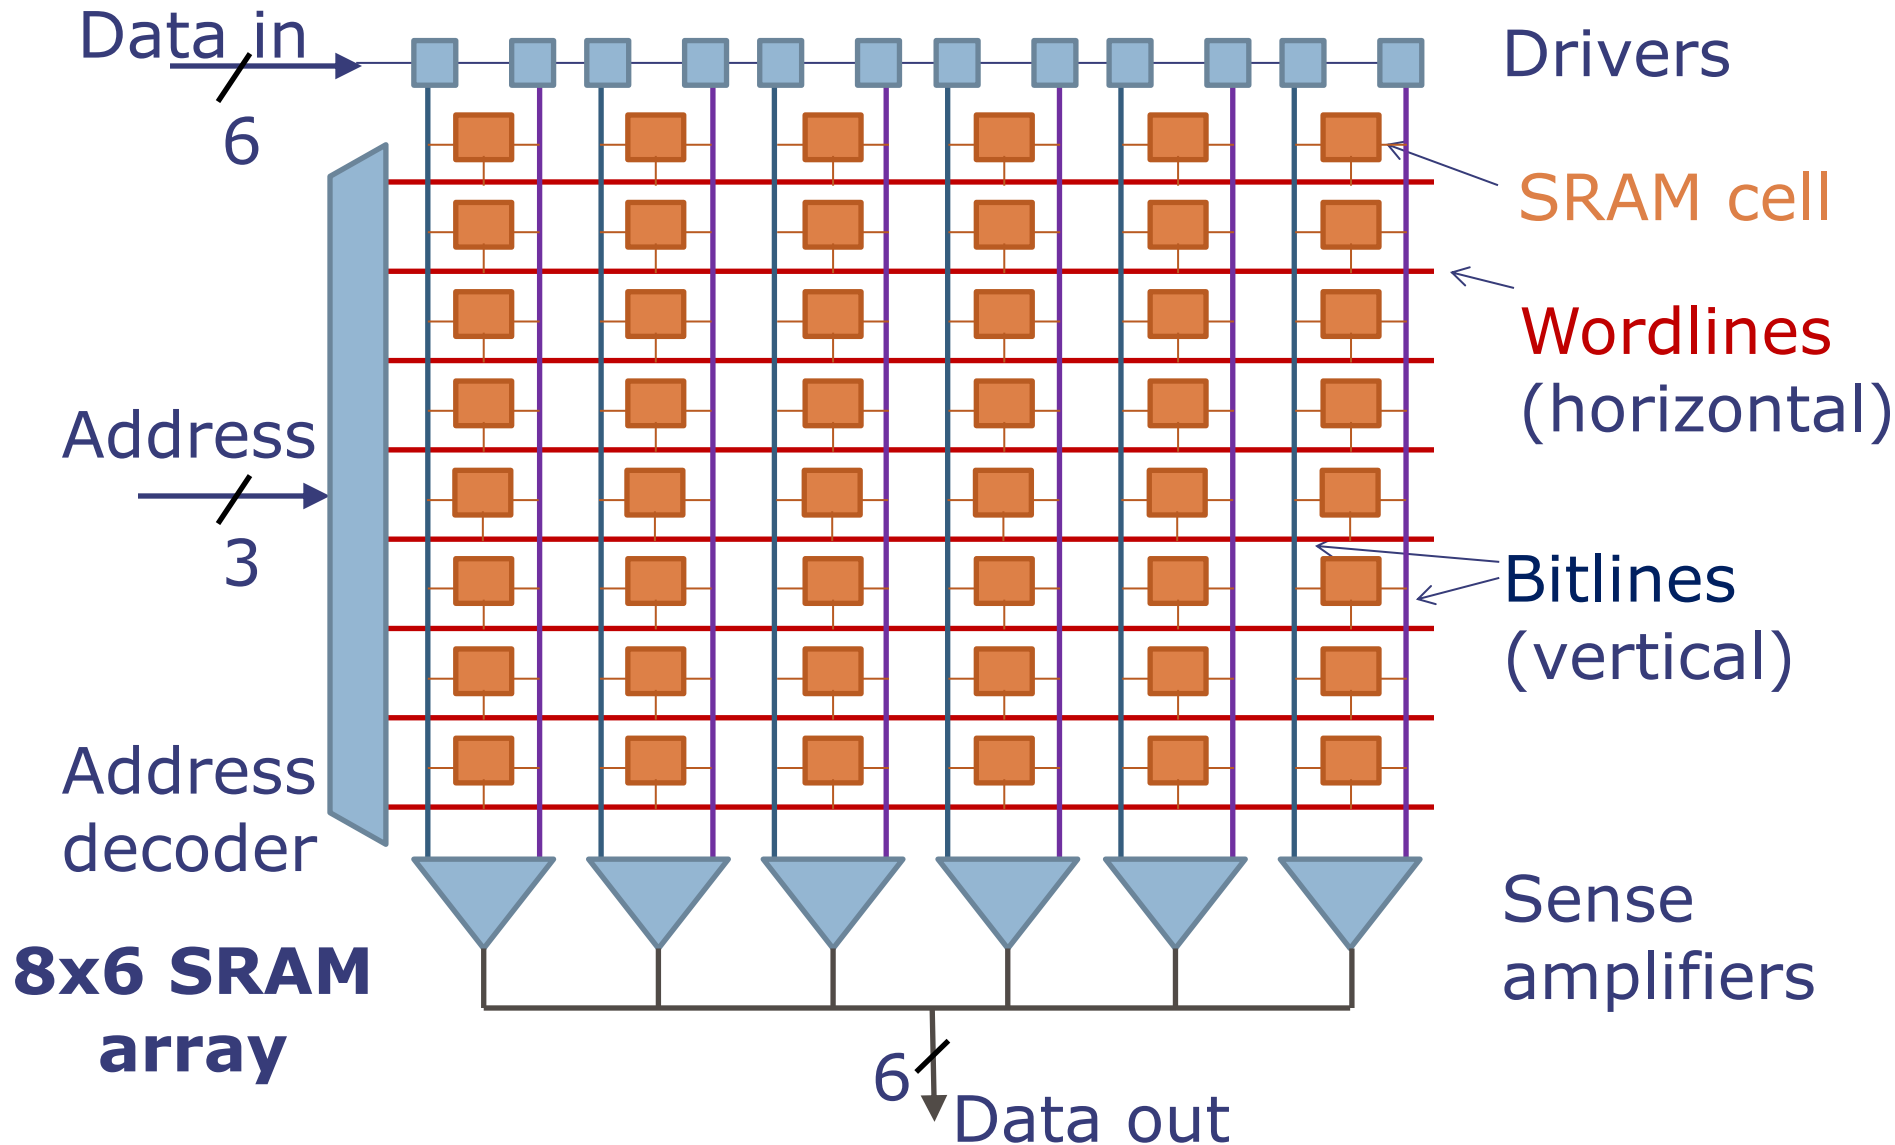 Data in
6
Drivers
SRAM cell
Wordlines
(horizontal)
Address
3
Bitlines
(vertical)
Address
decoder
Sense
amplifiers
8x6 SRAM
array
6
Data out